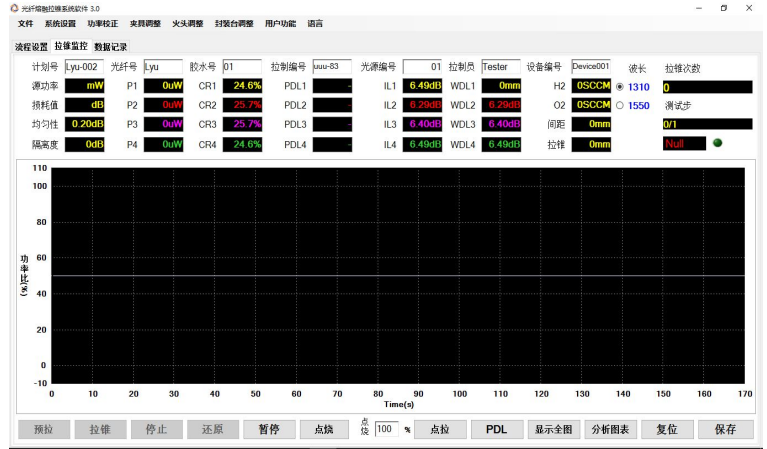 光纤熔融拉锥系统软件 3.0
文件 系统设置 功率校正 夹具调整 火头调整 封装台调整 用户功能 语言
流程设置 拉锥监控 数据记录
计划号 Lyu-002 光纤号 Lyu 胶水号 01 拉制编号 uuu-83 光源编号 01 拉制员 Tester 设备编号 Device001 波长 拉锥次数
源功率 mW P1 0uW CR1 24.6% PDL1 - IL1 6.49dB WDL1 0mm H2 0SCCM 1310 0
损耗值 dB P2 0uW CR2 25.7% PDL2 - IL2 6.29dB WDL2 6.29dB O2 0SCCM 1550 测试步
均匀性 0.20dB P3 0uW CR3 25.7% PDL3 - IL3 6.40dB WDL3 6.40dB 间距 0mm 0/1
隔离度 0dB P4 0uW CR4 24.6% PDL4 - IL4 6.49dB WDL4 6.49dB 拉锥 0mm Null
110
100
80
60
40
20
0
-10
功率比(%)
0 10 20 30 40 50 60 70 80 90 100 110 120 130 140 150 160 170
Time(s)
预拉 拉锥 停止 还原 暂停 点烧 点烧 100 % 点拉 PDL 显示全图 分析图表 复位 保存